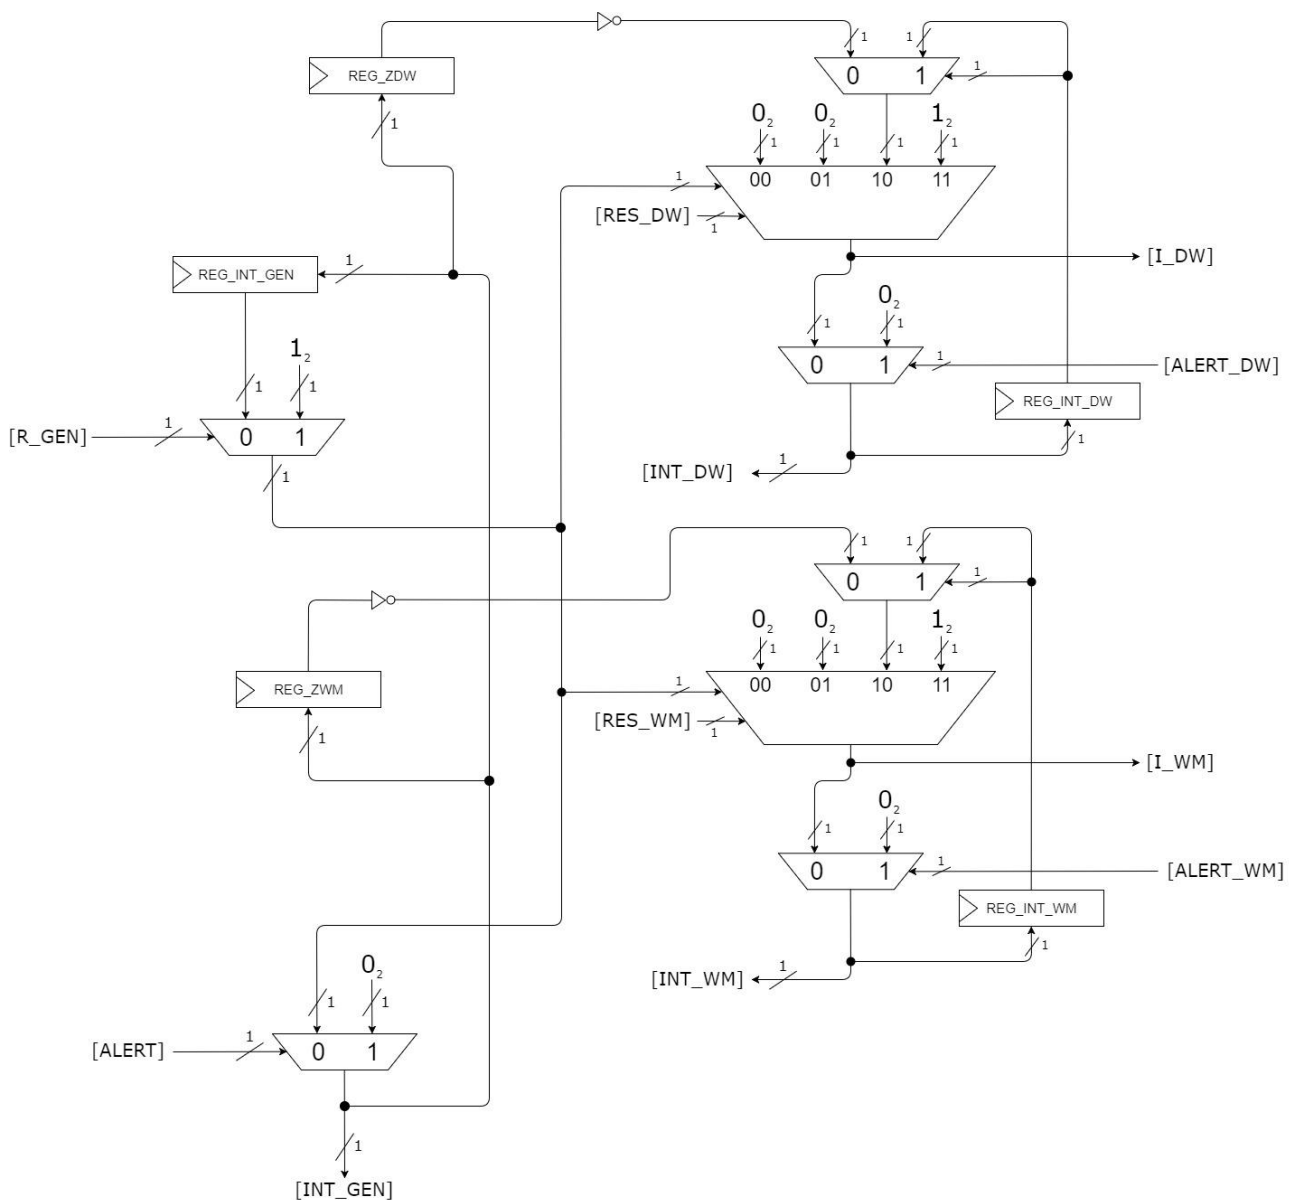 1 1
REG_ZDW 0 1 1
1 0₂ 0₂ 1₂
1 1 1 1
00 01 10 11
1
[RES_DW]
1
[I_DW]
REG_INT_GEN 1
0₂
1 1
1₂
0 1 1 [ALERT_DW]
1 1
REG_INT_DW
[R_GEN] 1 0 1
1
1 [INT_DW] 1
1 1
0 1 1
0₂ 0₂ 1₂
1 1 1 1
REG_ZWM 00 01 10 11
1
[RES_WM]
1
1
[I_WM]
0₂
1 1
0 1 1 [ALERT_WM]
REG_INT_WM
1
0₂ [INT_WM] 1
1 1
[ALERT] 1 0 1
1
[INT_GEN]